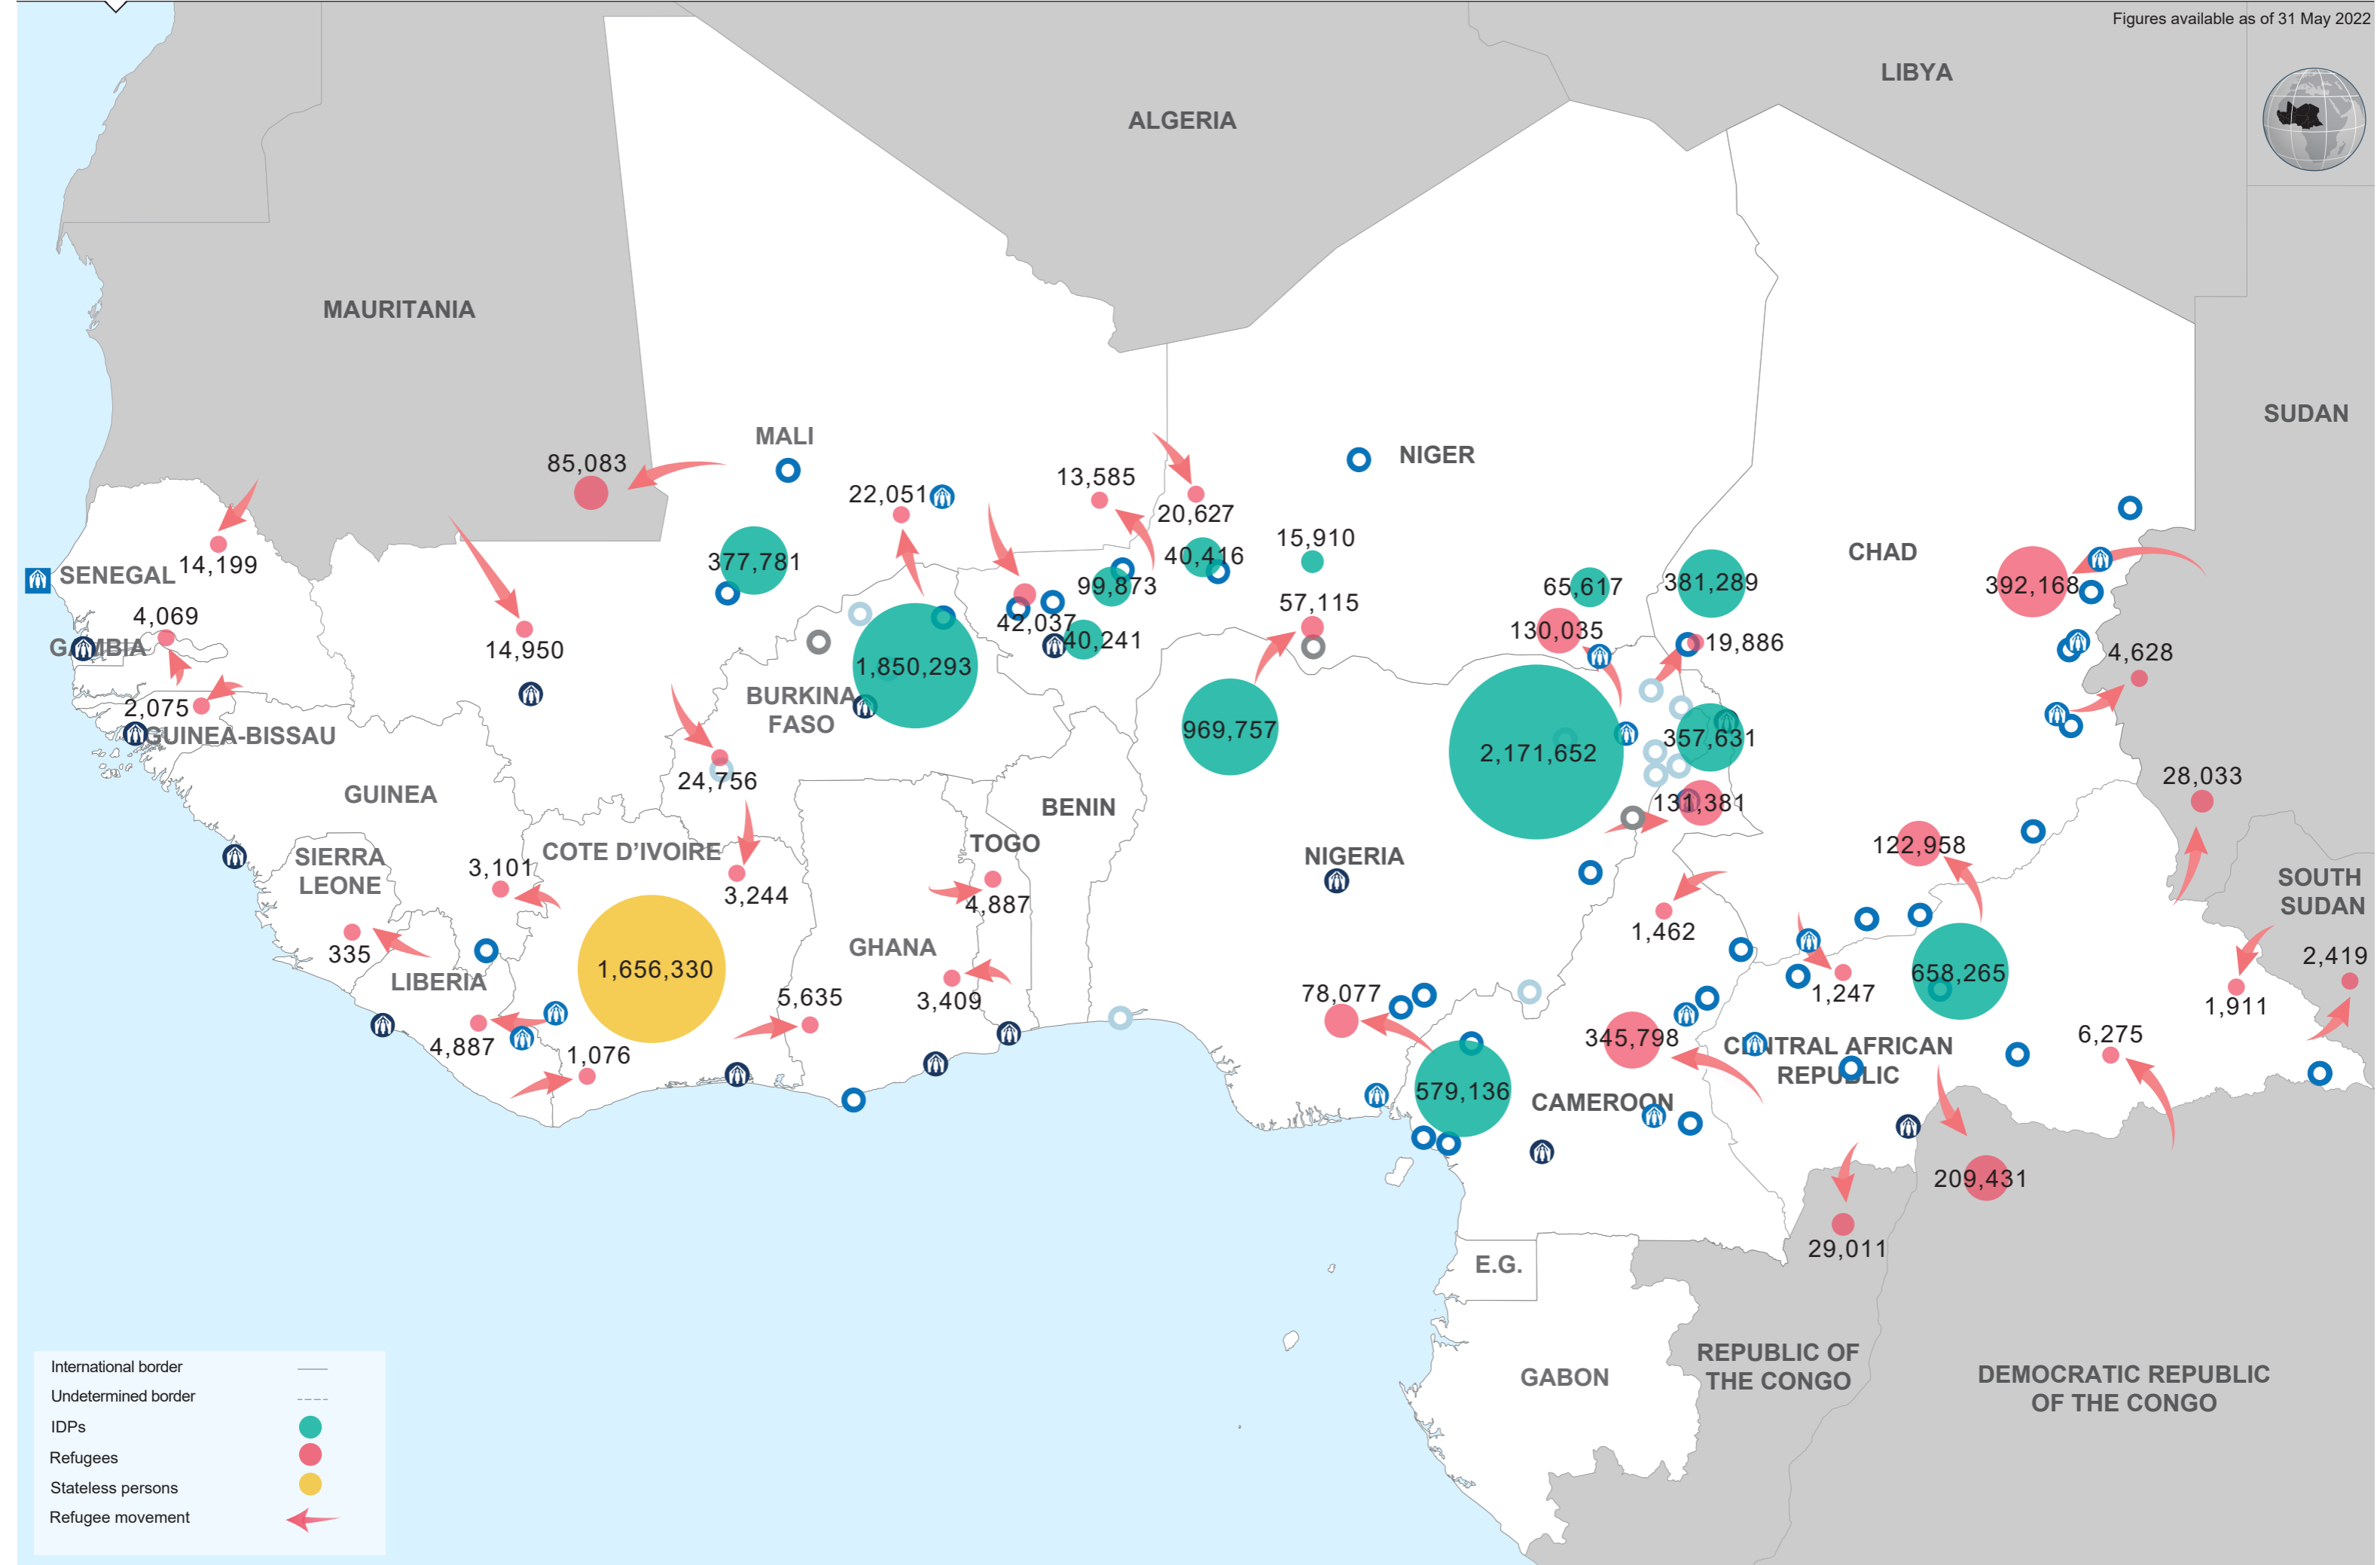 Figures available as of 31 May 2022
LIBYA
ALGERIA
MAURITANIA
SUDAN
MALI
NIGER
85,083
13,585
22,051
20,627
15,910
CHAD
14,199
SENEGAL
377,781
40,416
99,873
65,617
381,289
392,168
4,069
57,115
42,037
130,035
GAMBIA
14,950
40,241
19,886
4,628
1,850,293
2,075
BURKINA
FASO
969,757
GUINEA-BISSAU
2,171,652
357,631
24,756
28,033
GUINEA
BENIN
131,381
TOGO
COTE D'IVOIRE
SIERRA
LEONE
3,101
NIGERIA
122,958
SOUTH
SUDAN
3,244
4,887
1,462
335
GHANA
2,419
1,656,330
658,265
LIBERIA
5,635
3,409
78,077
1,247
1,911
4,887
1,076
345,798
6,275
CENTRAL AFRICAN
REPUBLIC
579,136
CAMEROON
209,431
29,011
E.G.
REPUBLIC OF
THE CONGO
GABON
DEMOCRATIC REPUBLIC
OF THE CONGO
International border
Undetermined border
IDPs
Refugees
Stateless persons
Refugee movement